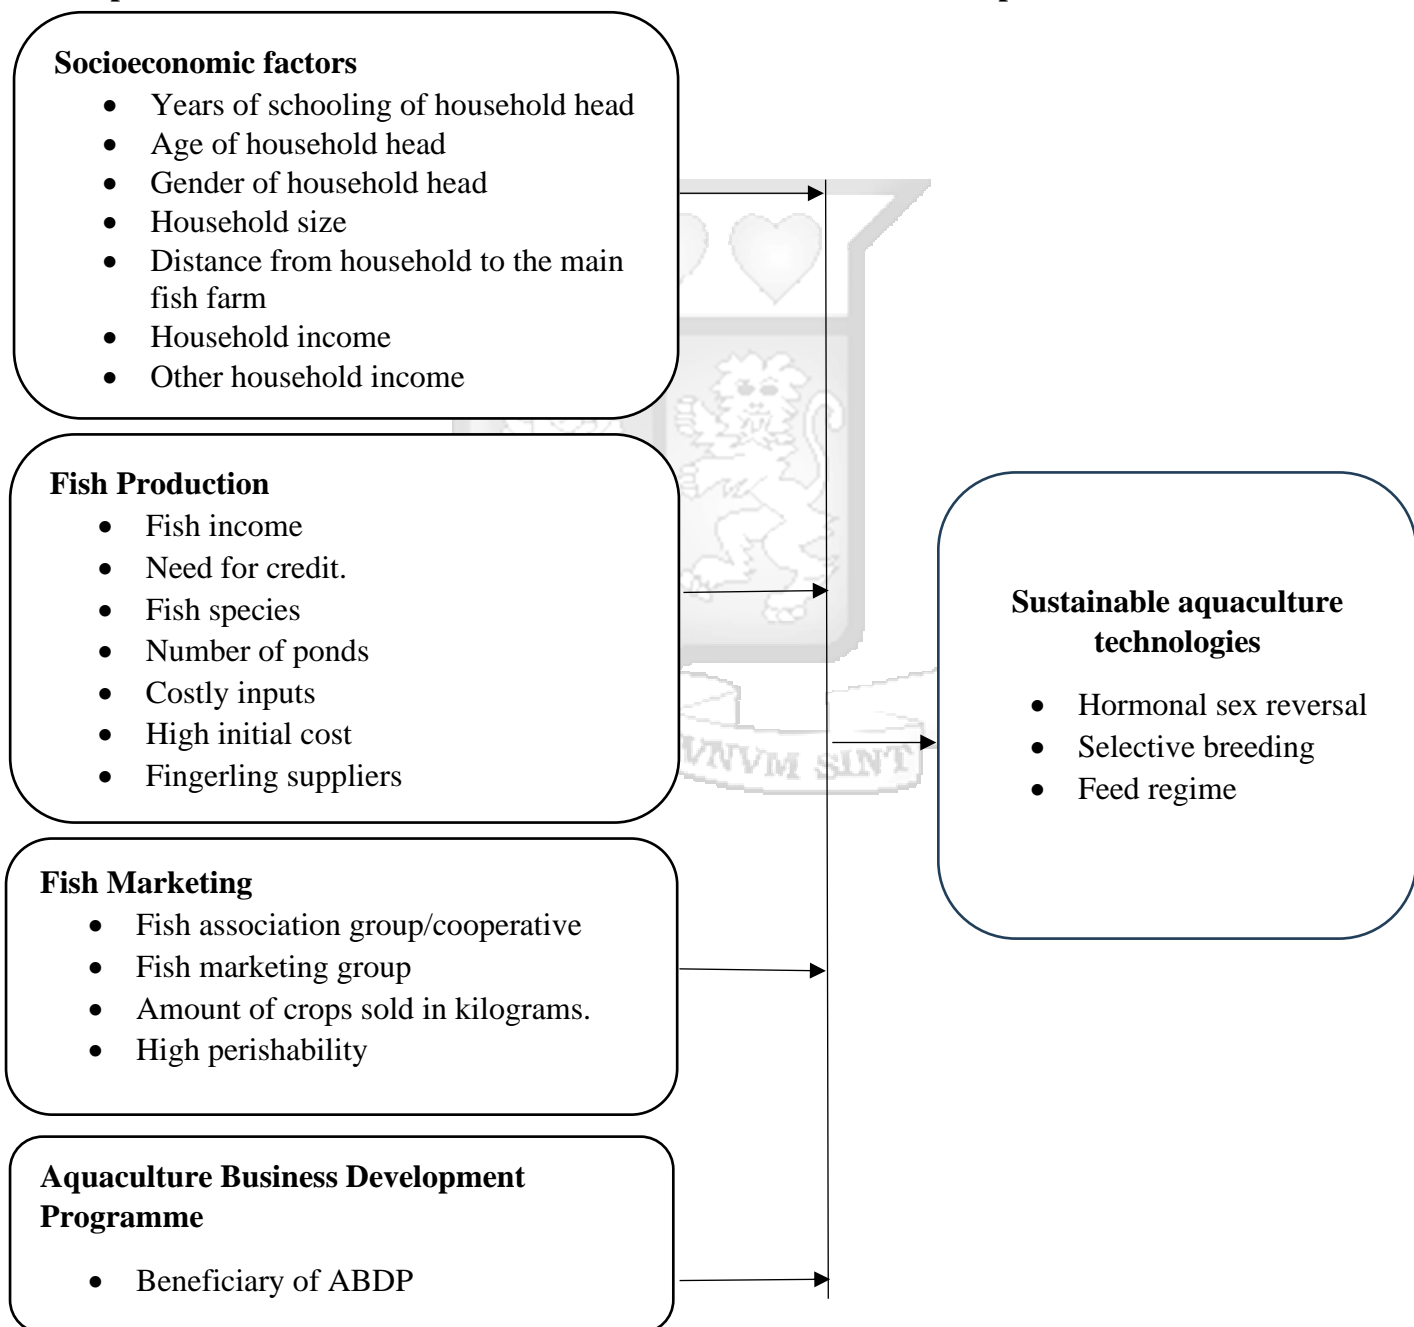 Socioeconomic factors
• Years of schooling of household head
• Age of household head
• Gender of household head
• Household size
• Distance from household to the main
fish farm
• Household income
• Other household income
Fish Production
• Fish income
• Need for credit.
• Fish species
• Number of ponds
• Costly inputs
• High initial cost
• Fingerling suppliers
Fish Marketing
• Fish association group/cooperative
• Fish marketing group
• Amount of crops sold in kilograms.
• High perishability
Aquaculture Business Development
Programme
• Beneficiary of ABDP
Sustainable aquaculture
technologies
• Hormonal sex reversal
• Selective breeding
• Feed regime
VNVM SINT